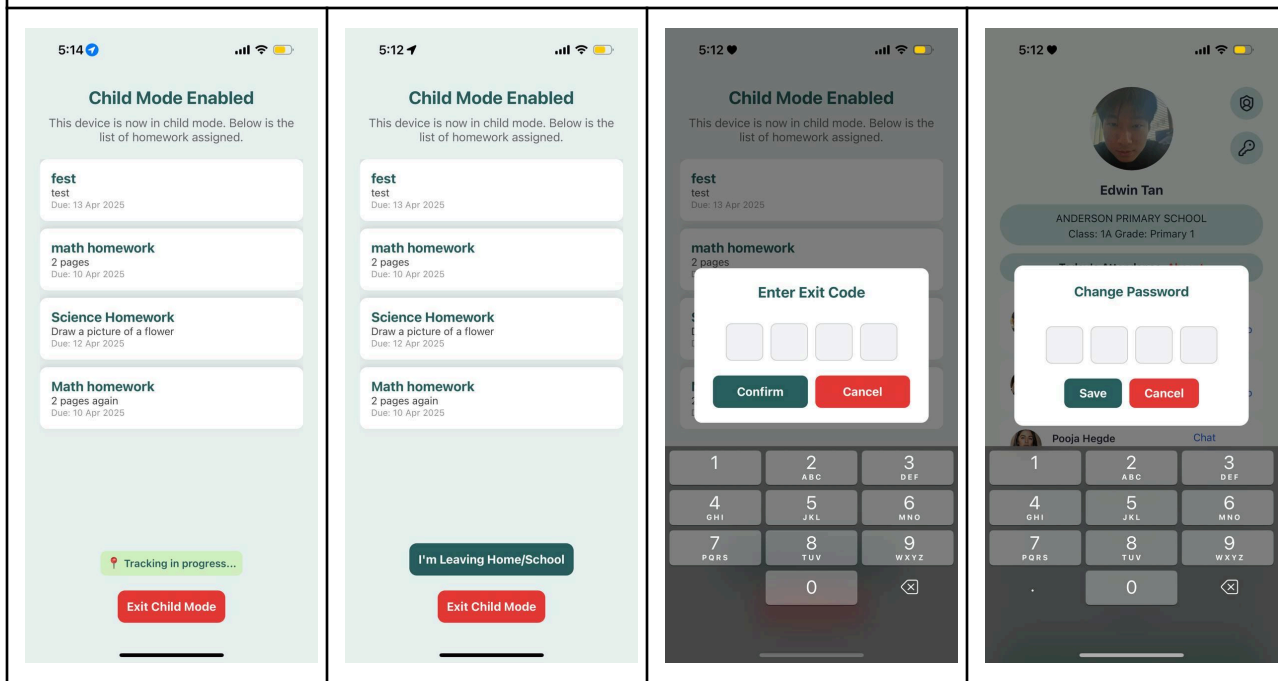 5:14
Child Mode Enabled
This device is now in child mode. Below is the
list of homework assigned.
fest
test
Due: 13 Apr 2025
math homework
2 pages
Due: 10 Apr 2025
Science Homework
Draw a picture of a flower
Due: 12 Apr 2025
Math homework
2 pages again
Due: 10 Apr 2025
Tracking in progress...
Exit Child Mode
5:12
Child Mode Enabled
This device is now in child mode. Below is the
list of homework assigned.
fest
test
Due: 13 Apr 2025
math homework
2 pages
Due: 10 Apr 2025
Science Homework
Draw a picture of a flower
Due: 12 Apr 2025
Math homework
2 pages again
Due: 10 Apr 2025
I'm Leaving Home/School
Exit Child Mode
5:12
Child Mode Enabled
This device is now in child mode. Below is the
list of homework assigned.
fest
test
Due: 13 Apr 2025
math homework
2 pages
Enter Exit Code
Confirm Cancel
1 2 3
ABC DEF
4 5 6
GHI JKL MNO
7 8 9
PQRS TUV WXYZ
0
5:12
Edwin Tan
ANDERSON PRIMARY SCHOOL
Class: 1A Grade: Primary 1
Change Password
Save Cancel
Pooja Hegde Chat
1 2 3
ABC DEF
4 5 6
GHI JKL MNO
7 8 9
PQRS TUV WXYZ
. 0